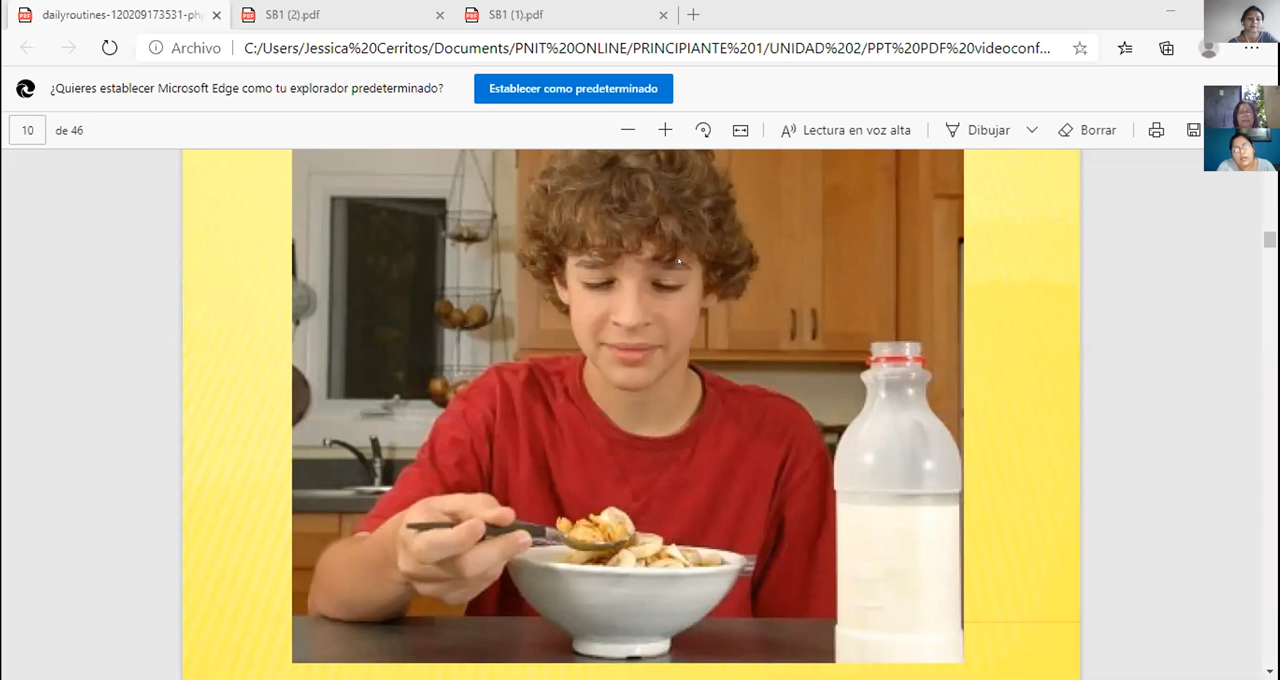 dailyroutines-120209173531-ph
SB1 (2).pdf
SB1 (1).pdf
Archivo
C:/Users/Jessica%20Cerritos/Documents/PNIT%20ONLINE/PRINCIPIANTE%201/UNIDAD%202/PPT%20PDF%20videoconf...
¿Quieres establecer Microsoft Edge como tu explorador predeterminado?
Establecer como predeterminado
10
de 46
Lectura en voz alta
Dibujar
Borrar